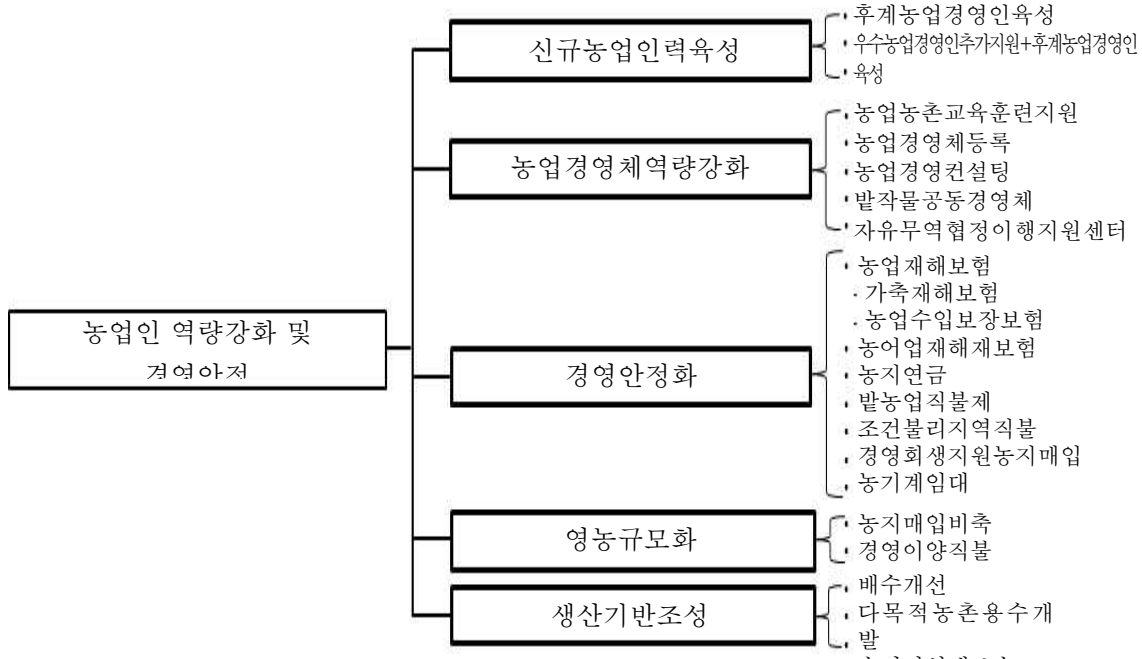 농업인 역량강화 및
경영안정
신규농업인력육성
후계농업경영인육성
우수농업경영인추가지원+후계농업경영인
육성
농업경영체역량강화
농업농촌교육훈련지원
농업경영체등록
농업경영컨설팅
밭작물공동경영체
자유무역협정이행지원센터
경영안정화
농업재해보험
가축재해보험
농업수입보장보험
농어업재해재보험
농지연금
밭농업직불제
조건불리지역직불
경영회생지원농지매입
농기계임대
영농규모화
농지매입비축
경영이양직불
생산기반조성
배수개선
다목적농촌용수개
발